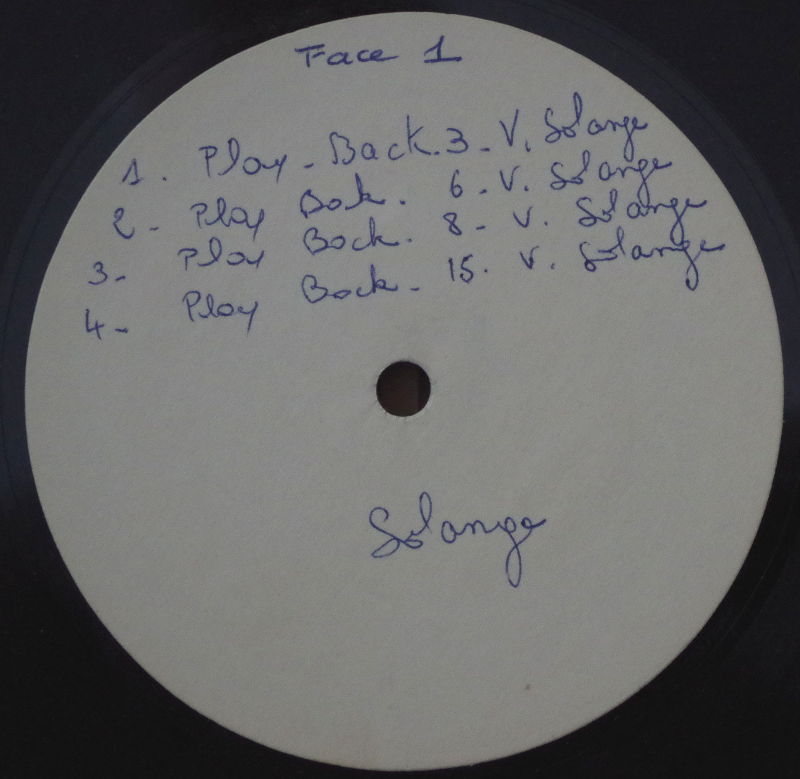 Face 1
1. Play-Back. 3 - V. Solange
2 - Play Back. 6 - V. Solange
3 - Play Back. 8 - V. Solange
4 - Play Back - 15. V. Solange
Solange